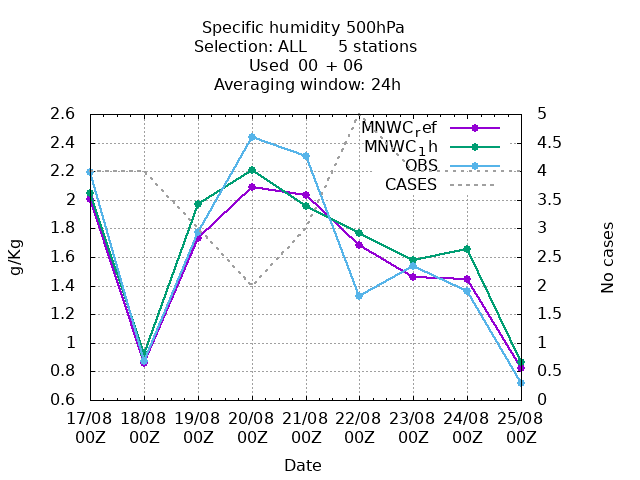 Specific humidity 500hPa
Selection: ALL      5 stations
Used  00 + 06
Averaging window: 24h
2.6
2.4
2.2
2
1.8
1.6
1.4
1.2
1
0.8
0.6
g/Kg
5
4.5
4
3.5
3
2.5
2
1.5
1
0.5
0
No cases
MNWCref
MNWC1h
OBS
CASES
17/08 18/08 19/08 20/08 21/08 22/08 23/08 24/08 25/08
00Z 00Z 00Z 00Z 00Z 00Z 00Z 00Z 00Z
Date